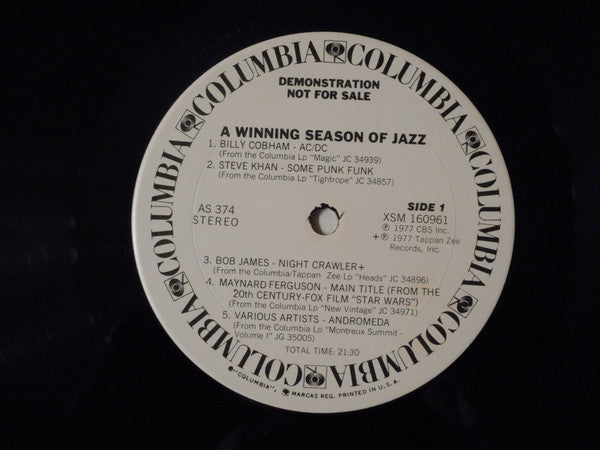 COLUMBIA COLUMBIA COLUMBIA COLUMBIA COLUMBIA COLUMBIA COLUMBIA
DEMONSTRATION
NOT FOR SALE
A WINNING SEASON OF JAZZ
1. BILLY COBHAM - AC/DC
(From the Columbia Lp "Magic" JC 34939)
2. STEVE KHAN - SOME PUNK FUNK
(From the Columbia Lp "Tightrope" JC 34857)
AS 374
STEREO
SIDE 1
XSM 160961
℗ 1977 CBS Inc.
+ ℗ 1977 Tappan Zee
Records, Inc.
3. BOB JAMES - NIGHT CRAWLER+
(From the Columbia/Tappan Zee Lp "Heads" JC 34896)
4. MAYNARD FERGUSON - MAIN TITLE (FROM THE
20th CENTURY-FOX FILM "STAR WARS")
(From the Columbia Lp "New Vintage" JC 34971)
5. VARIOUS ARTISTS - ANDROMEDA
(From the Columbia Lp "Montreux Summit -
Volume I" JG 35005)
TOTAL TIME: 21:30
"COLUMBIA", MARCAS REG. PRINTED IN U.S.A.